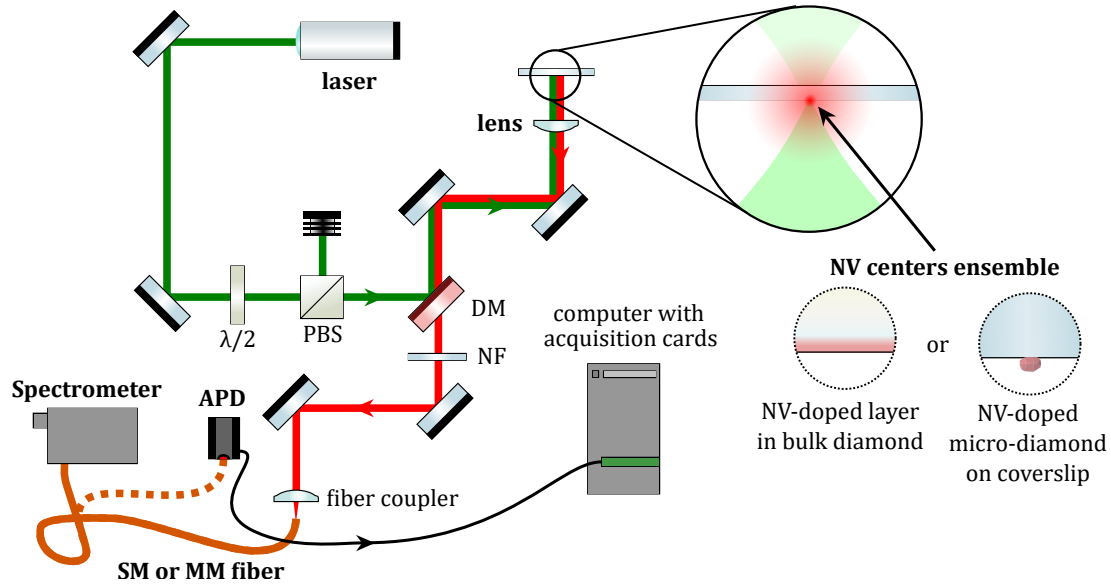 laser
lens
NV centers ensemble
λ/2
PBS
DM
NF
computer with
acquisition cards
or
NV-doped layer
in bulk diamond
NV-doped
micro-diamond
on coverslip
Spectrometer
APD
fiber coupler
SM or MM fiber